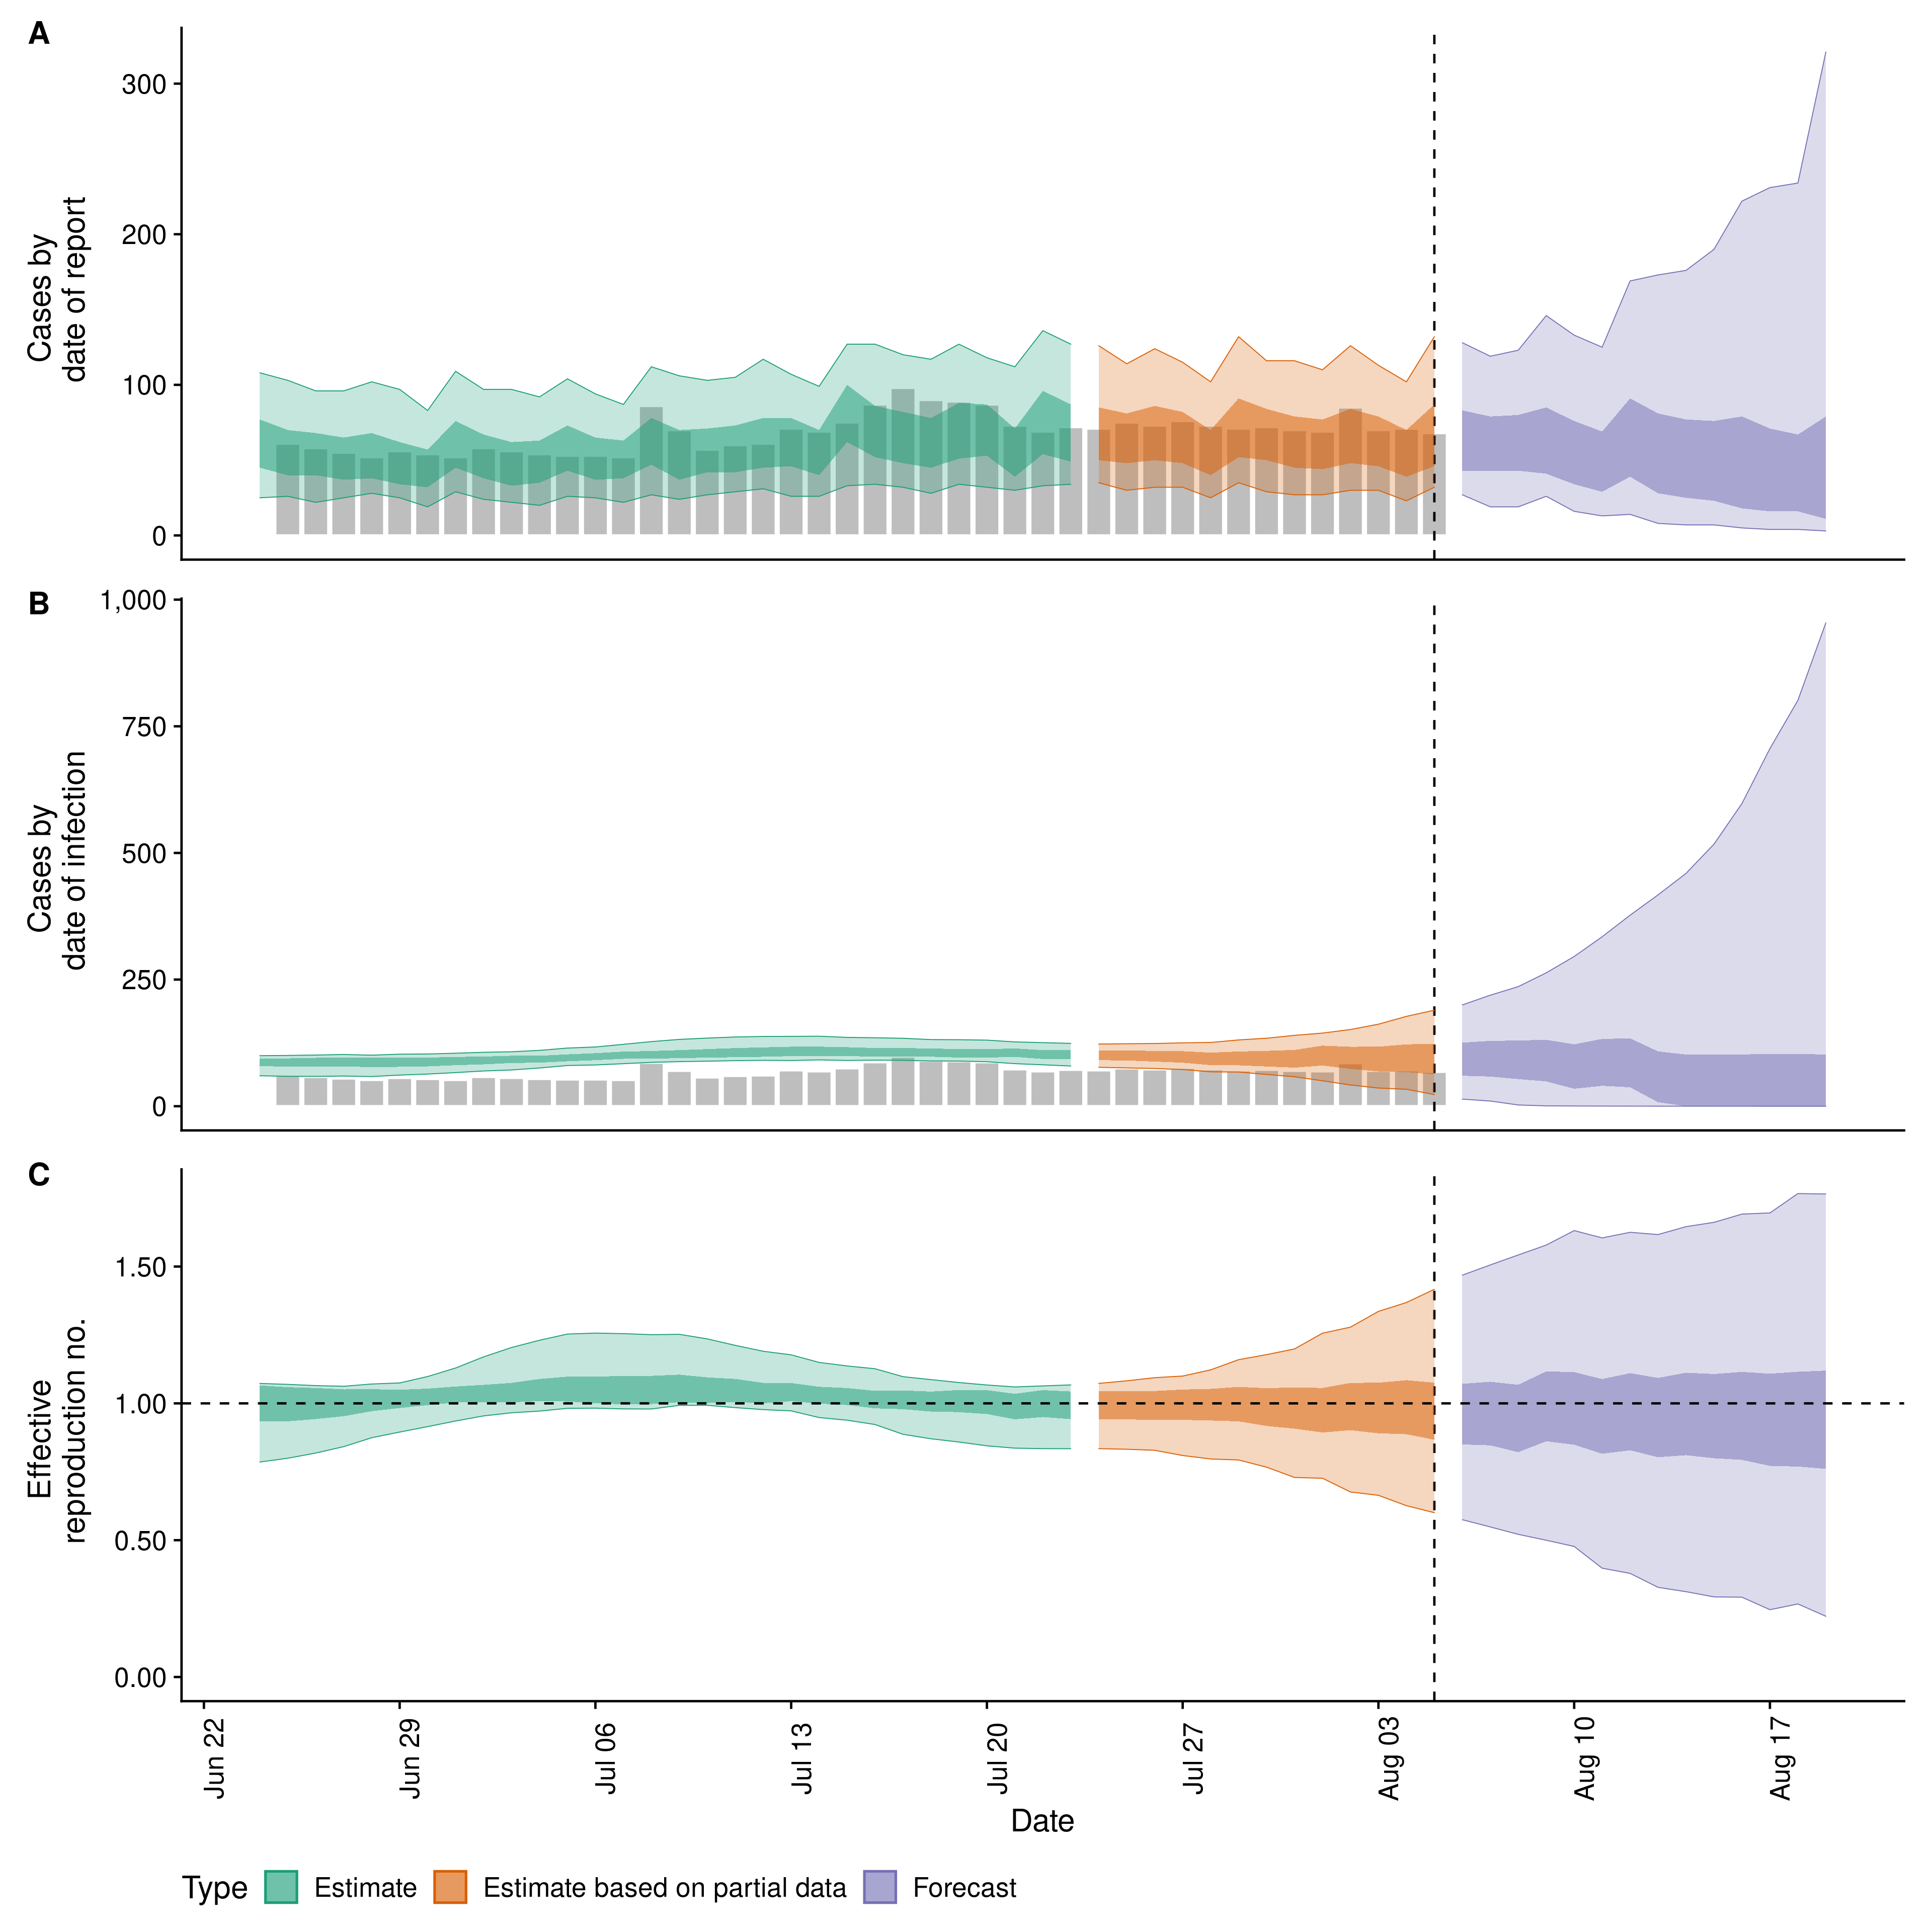 A
Cases by
date of report
300
200
100
0
B
Cases by
date of infection
1,000
750
500
250
0
C
Effective
reproduction no.
1.50
1.00
0.50
0.00
Jun 22
Jun 29
Jul 06
Jul 13
Jul 20
Jul 27
Aug 03
Aug 10
Aug 17
Date
Type Estimate Estimate based on partial data Forecast